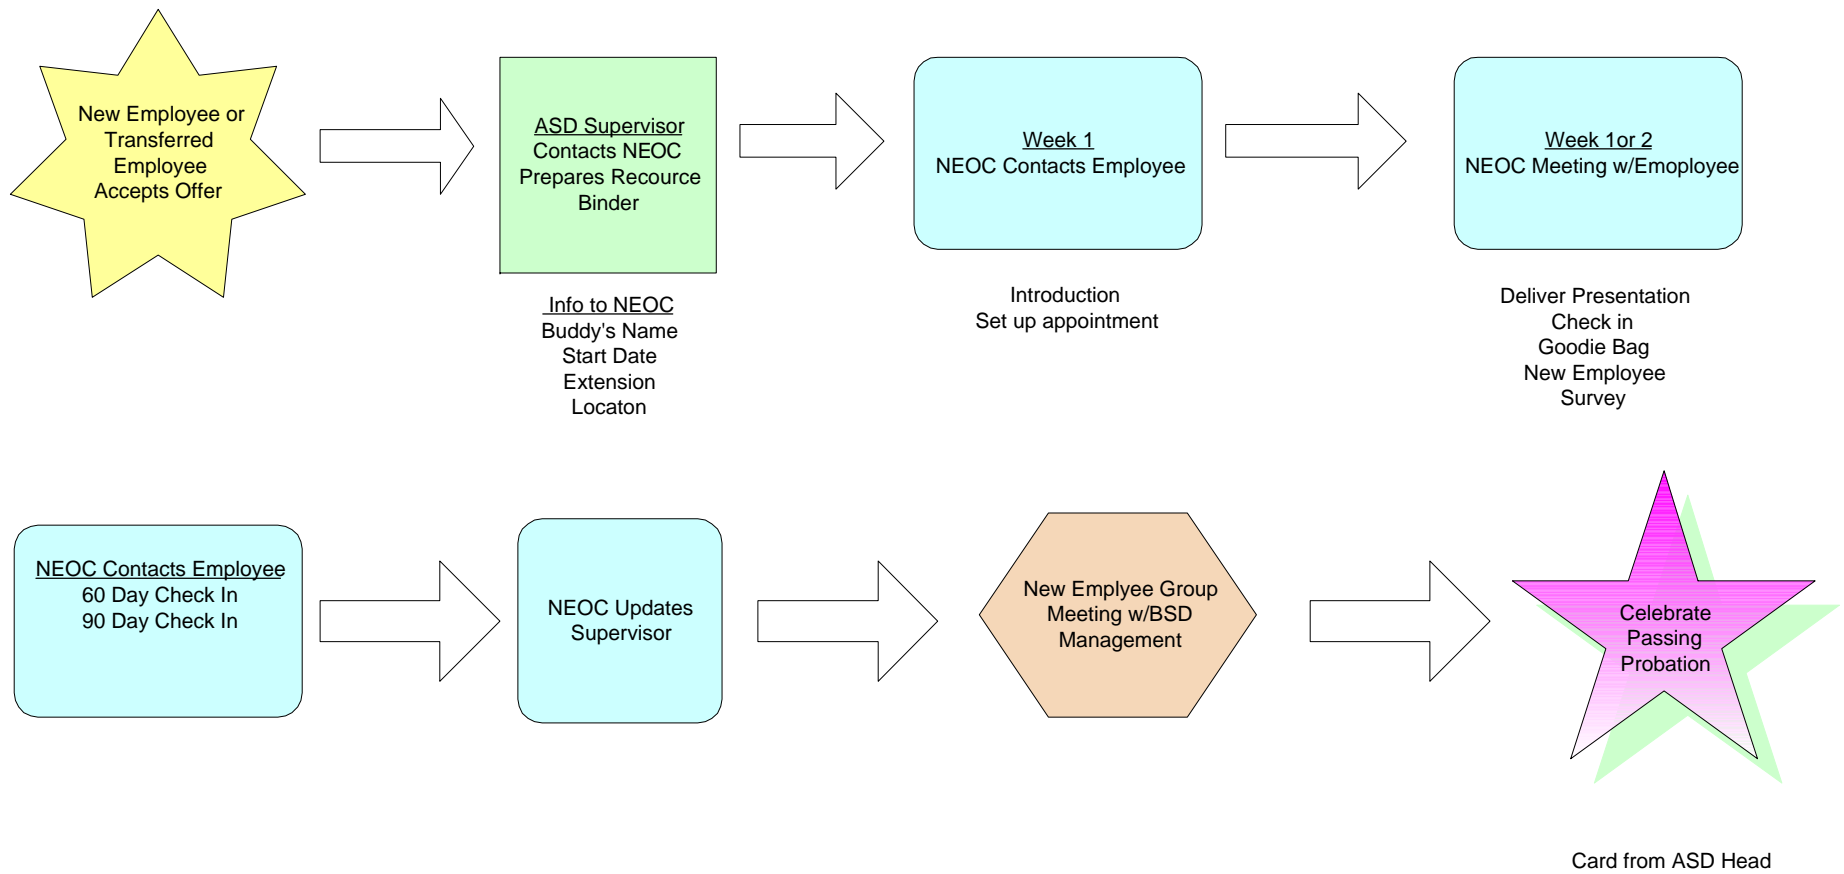 New Employee or
Transferred
Employee
Accepts Offer
ASD Supervisor
Contacts NEOC
Prepares Recource
Binder
Info to NEOC
Buddy's Name
Start Date
Extension
Locaton
Week 1
NEOC Contacts Employee
Introduction
Set up appointment
Week 1or 2
NEOC Meeting w/Emoployee
Deliver Presentation
Check in
Goodie Bag
New Employee
Survey
NEOC Contacts Employee
60 Day Check In
90 Day Check In
NEOC Updates
Supervisor
New Emplyee Group
Meeting w/BSD
Management
Celebrate
Passing
Probation
Card from ASD Head